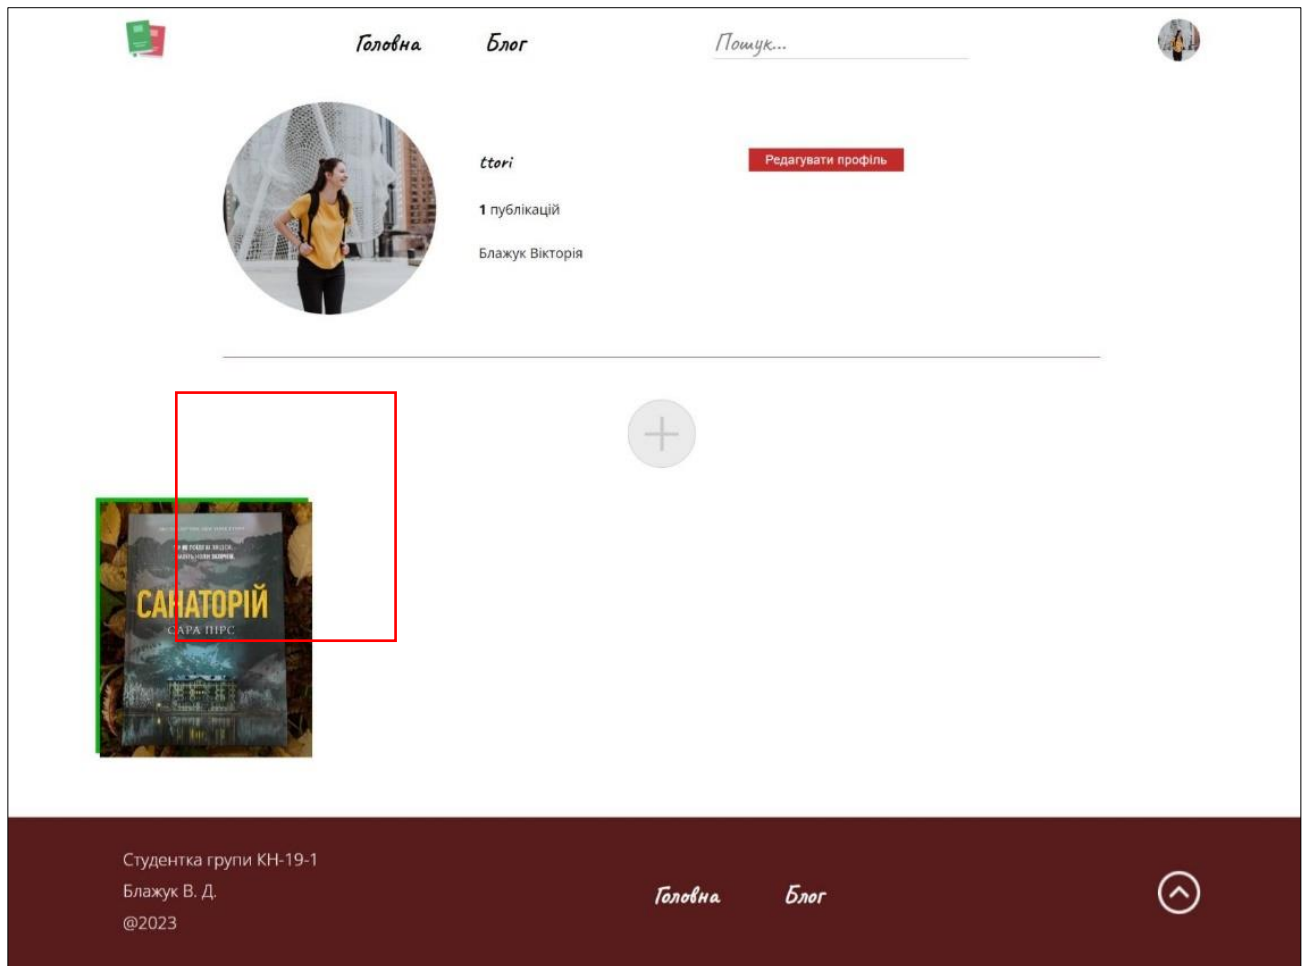 Головна
Блог
Пошук...
ttori
Редагувати профіль
1 публікацій
Блажук Вікторія
САНАТОРІЙ
САРА ПІРС
Студентка групи КН-19-1
Блажук В. Д.
@2023
Головна
Блог